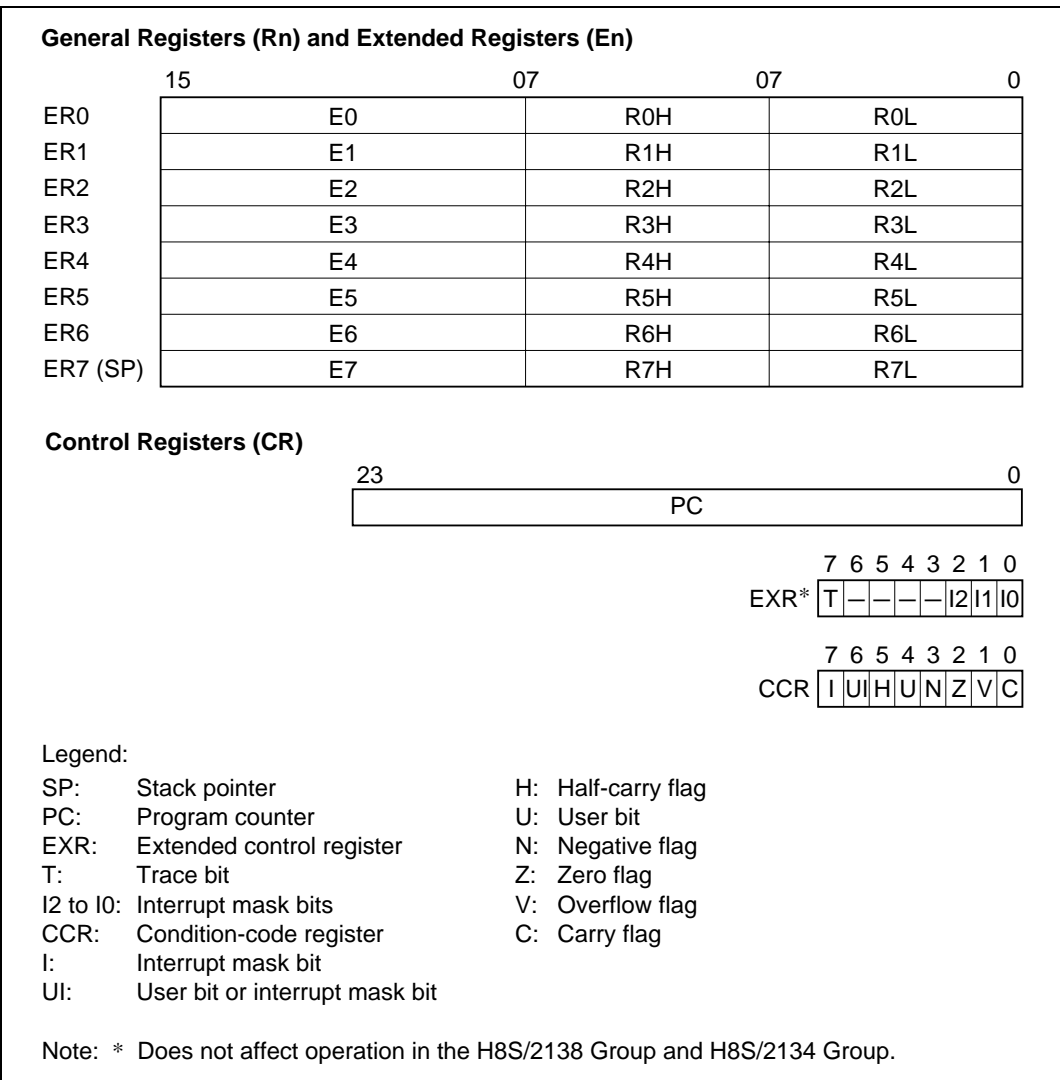 General Registers (Rn) and Extended Registers (En)
15 07 07 0
ER0 E0 R0H R0L
ER1 E1 R1H R1L
ER2 E2 R2H R2L
ER3 E3 R3H R3L
ER4 E4 R4H R4L
ER5 E5 R5H R5L
ER6 E6 R6H R6L
ER7 (SP) E7 R7H R7L
Control Registers (CR)
23 0
PC
7 6 5 4 3 2 1 0
EXR* T — — — — I2 I1 I0
7 6 5 4 3 2 1 0
CCR I UI H U N Z V C
Legend:
SP: Stack pointer
PC: Program counter
EXR: Extended control register
T: Trace bit
I2 to I0: Interrupt mask bits
CCR: Condition-code register
I: Interrupt mask bit
UI: User bit or interrupt mask bit
H: Half-carry flag
U: User bit
N: Negative flag
Z: Zero flag
V: Overflow flag
C: Carry flag
Note: * Does not affect operation in the H8S/2138 Group and H8S/2134 Group.